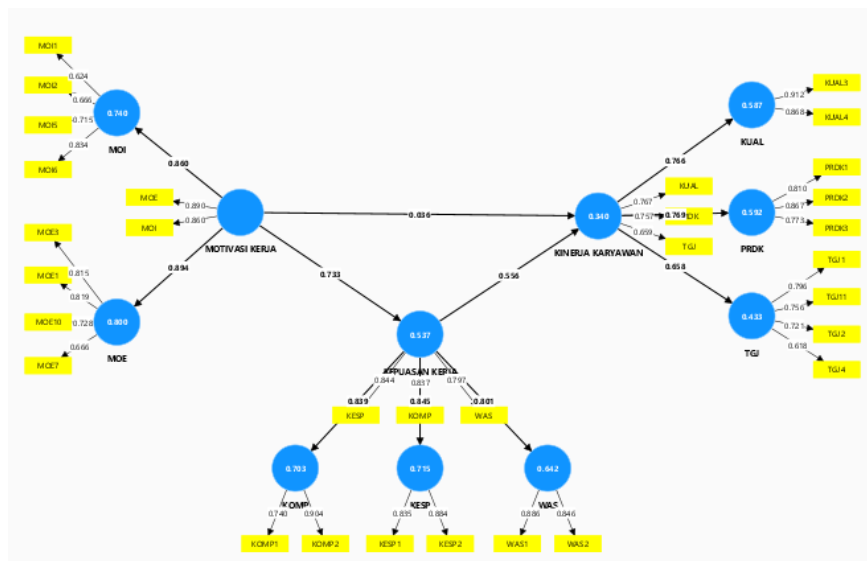 MOI1
0.624
MOI2
0.666
MOI5
0.715
MOI6
0.834
0.740
MOI
0.860
MOE
0.890
MOI
0.860
MOTIVASI KERJA
0.894
MOE3
0.815
MOE1
0.819
MOE10
0.728
MOE7
0.666
0.800
MOE
0.036
0.733
0.556
0.537
KEPUASAN KERJA
0.844
0.837
0.797
0.839
0.845
0.801
KESP
KOMP
WAS
0.703
KOMP
0.740
0.904
KOMP1
KOMP2
0.715
KESP
0.835
0.884
KESP1
KESP2
0.642
WAS
0.886
0.846
WAS1
WAS2
0.340
KINERJA KARYAWAN
0.767
KUAL
0.757
0.659
TGJ
0.766
0.769
0.658
KUAL3
0.912
KUAL4
0.868
0.587
KUAL
PRDK1
0.810
PRDK2
0.867
PRDK3
0.773
0.592
PRDK
TGJ1
0.796
TGJ11
0.756
TGJ2
0.721
TGJ4
0.618
0.433
TGJ